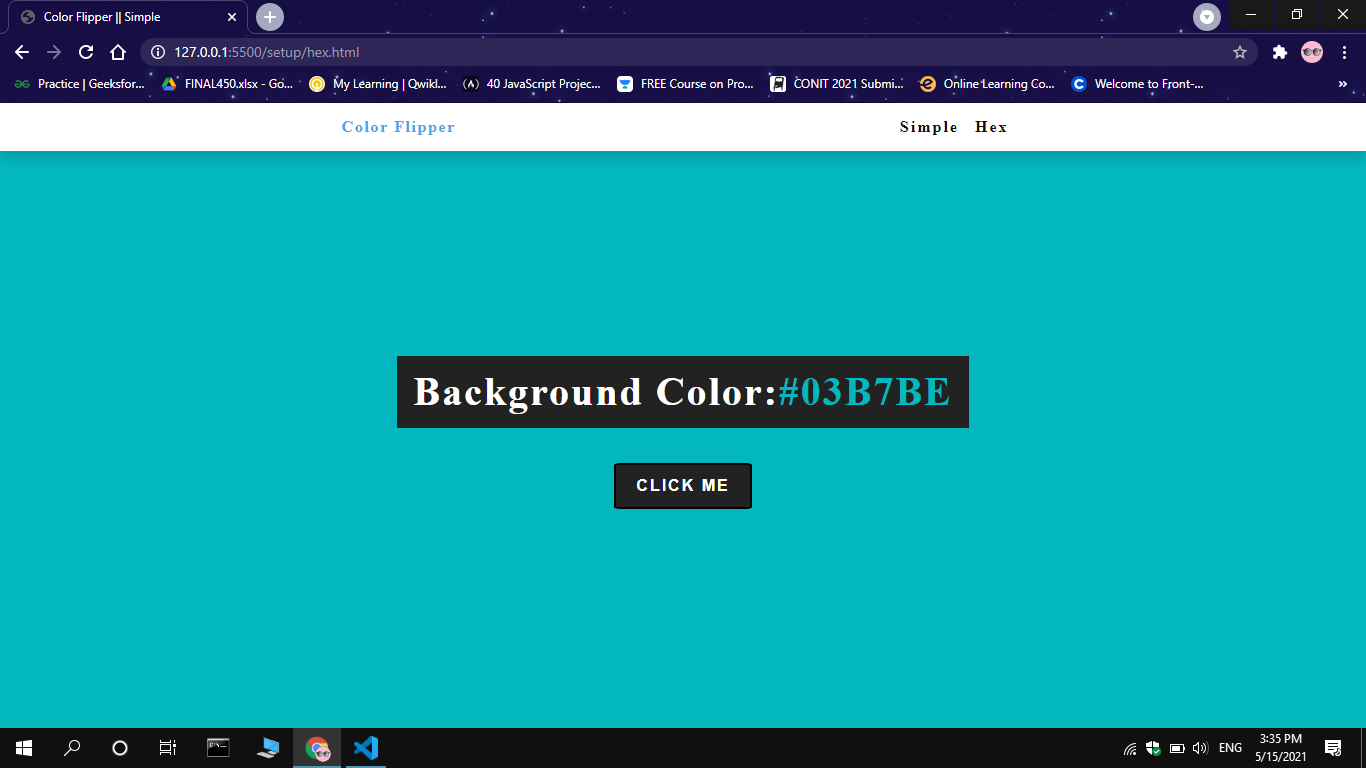 Color Flipper || Simple
127.0.0.1:5500/setup/hex.html
Practice | Geeksfor... FINAL450.xlsx - Go... My Learning | Qwikl... 40 JavaScript Projec... FREE Course on Pro... CONIT 2021 Submi... Online Learning Co... Welcome to Front-... »
Color Flipper Simple Hex
Background Color:#03B7BE
CLICK ME
ENG
3:35 PM
5/15/2021